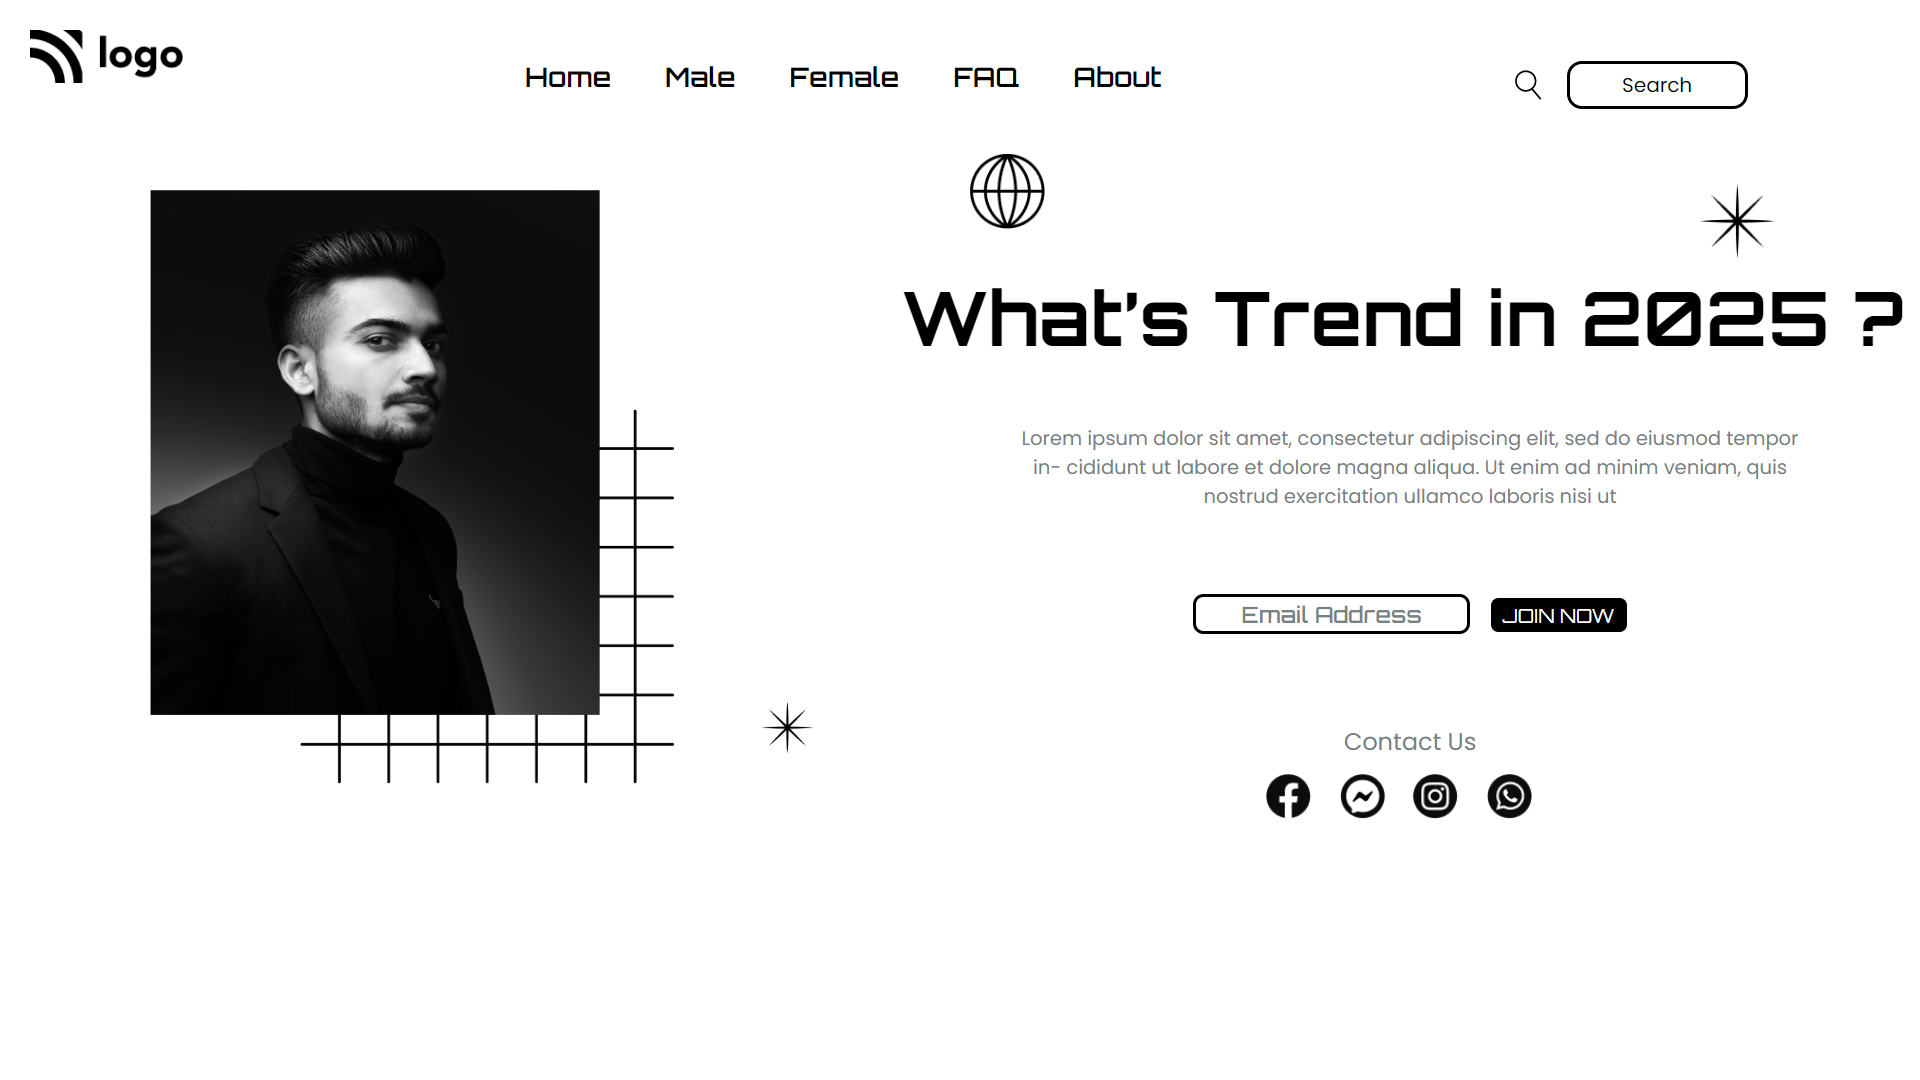 logo
Home Male Female FAQ About
Search
What's Trend in 2025 ?
Lorem ipsum dolor sit amet, consectetur adipiscing elit, sed do eiusmod tempor
in- cididunt ut labore et dolore magna aliqua. Ut enim ad minim veniam, quis
nostrud exercitation ullamco laboris nisi ut
Email Address JOIN NOW
Contact Us